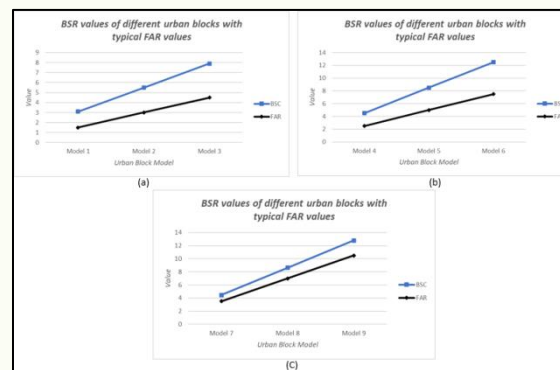 BSR values of different urban blocks with
typical FAR values
Value
9
8
7
6
5
4
3
2
1
0
Model 1 Model 2 Model 3
Urban Block Model
BSC
FAR
(a)
BSR values of different urban blocks with
typical FAR values
Value
14
12
10
8
6
4
2
0
Model 4 Model 5 Model 6
Urban Block Model
FAR
(b)
BSR values of different urban blocks with
typical FAR values
Value
14
12
10
8
6
4
2
0
Model 7 Model 8 Model 9
Urban Block Model
BSC
FAR
(C)